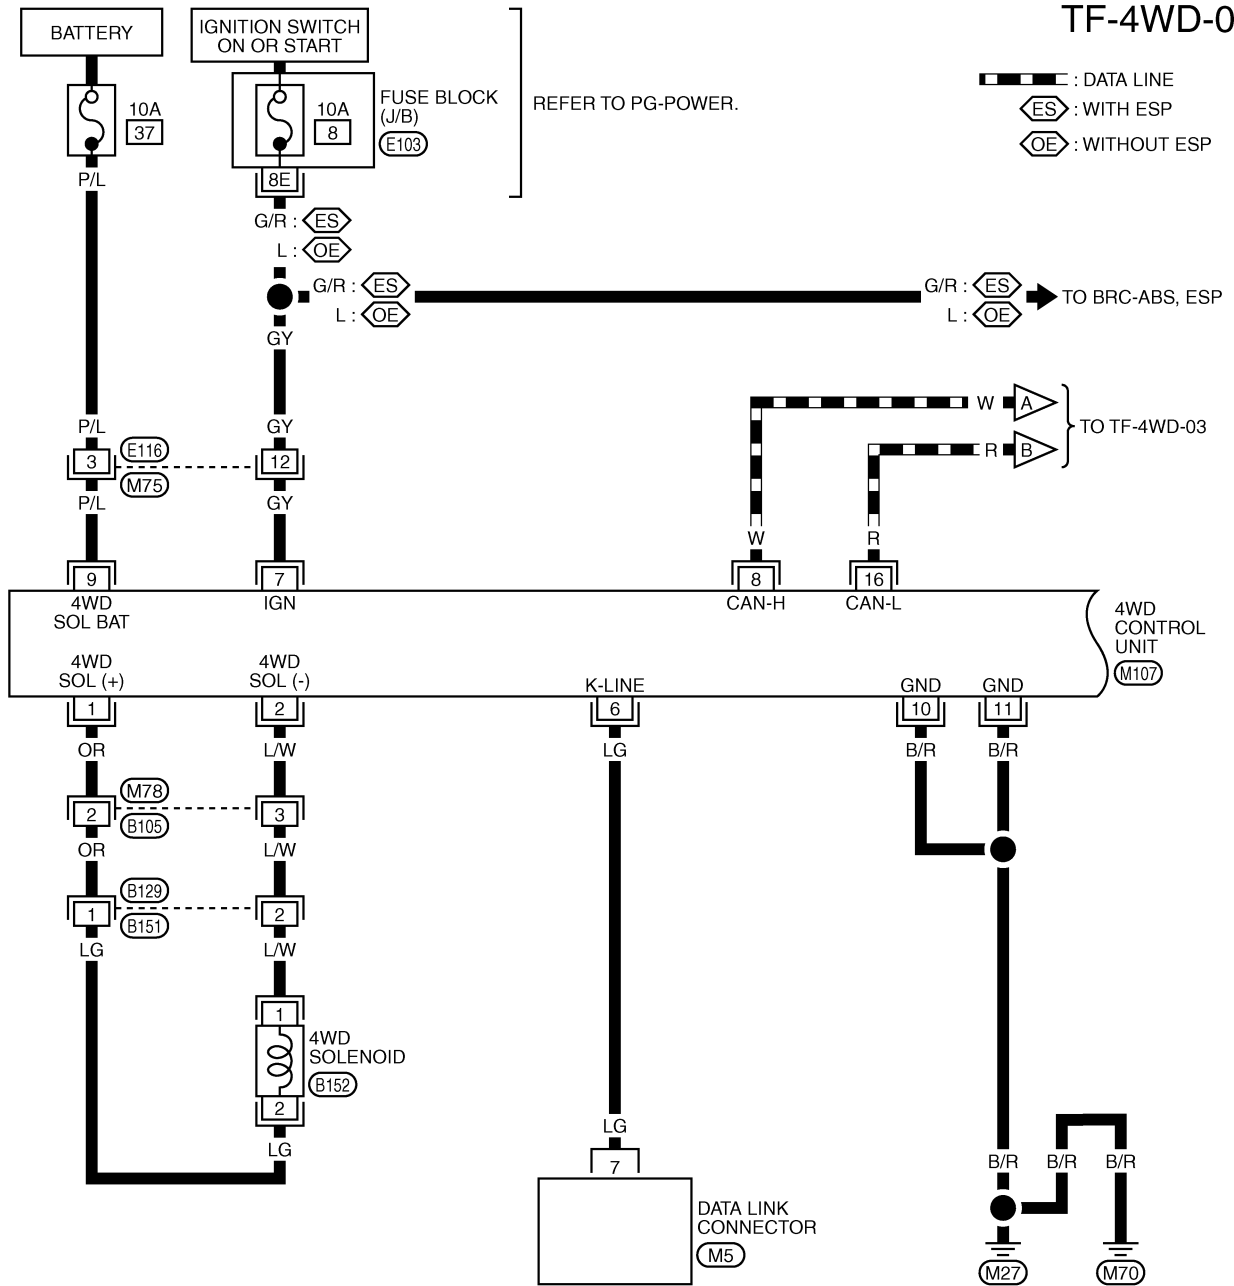 TF-4WD-0
BATTERY
IGNITION SWITCH
ON OR START
: DATA LINE
ES : WITH ESP
OE : WITHOUT ESP
10A
37
10A
8
FUSE BLOCK
(J/B)
E103
REFER TO PG-POWER.
P/L
8E
G/R : ES
L : OE
G/R : ES
L : OE
G/R : ES
L : OE
TO BRC-ABS, ESP
GY
W
A
R
B
TO TF-4WD-03
P/L
GY
3
E116
M75
12
P/L
GY
W
R
9
7
8
16
4WD
SOL BAT
IGN
CAN-H
CAN-L
4WD
CONTROL
UNIT
M107
4WD
SOL (+)
4WD
SOL (-)
K-LINE
GND
GND
1
2
6
10
11
OR
L/W
LG
B/R
B/R
2
M78
B105
3
OR
L/W
1
B129
B151
2
LG
L/W
1
4WD
SOLENOID
B152
2
LG
LG
7
DATA LINK
CONNECTOR
M5
B/R
B/R
B/R
M27
M70